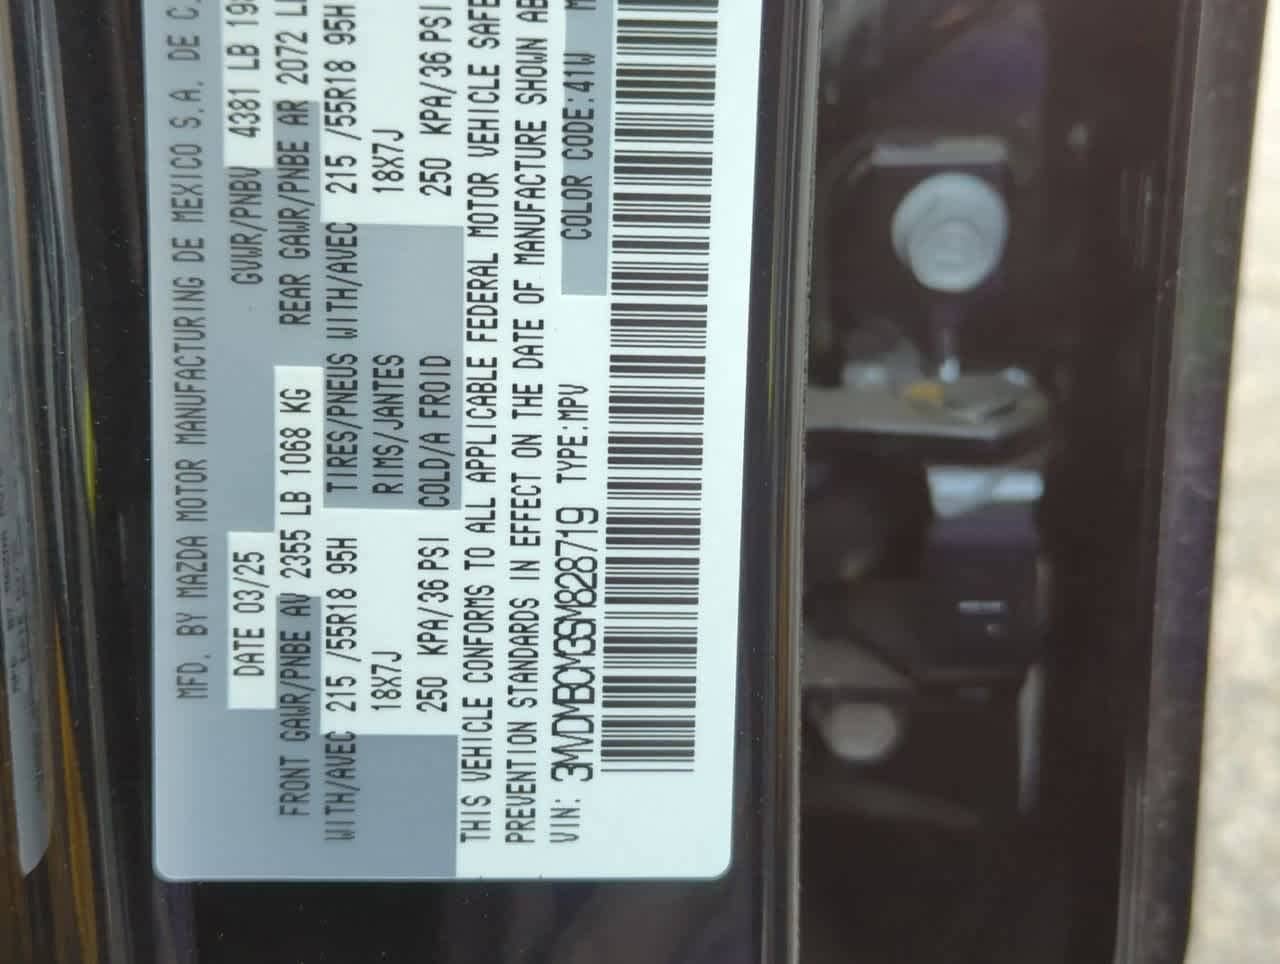 MFD. BY MAZDA MOTOR MANUFACTURING DE MEXICO S.A. DE C.
DATE 03/25 GVWR/PNBV 4381 LB 198
FRONT GAWR/PNBE AV 2355 LB 1068 KG REAR GAWR/PNBE AR 2072 L
WITH/AVEC 215 /55R18 95H TIRES/PNEUS WITH/AVEC 215 /55R18 95H
18X7J RIMS/JANTES 18X7J
250 KPA/36 PSI COLD/A FROID 250 KPA/36 PSI
THIS VEHICLE CONFORMS TO ALL APPLICABLE FEDERAL MOTOR VEHICLE SAFE
PREVENTION STANDARDS IN EFFECT ON THE DATE OF MANUFACTURE SHOWN AB
VIN: 3MVDMBCM3SM828719 TYPE:MPV COLOR CODE:41W